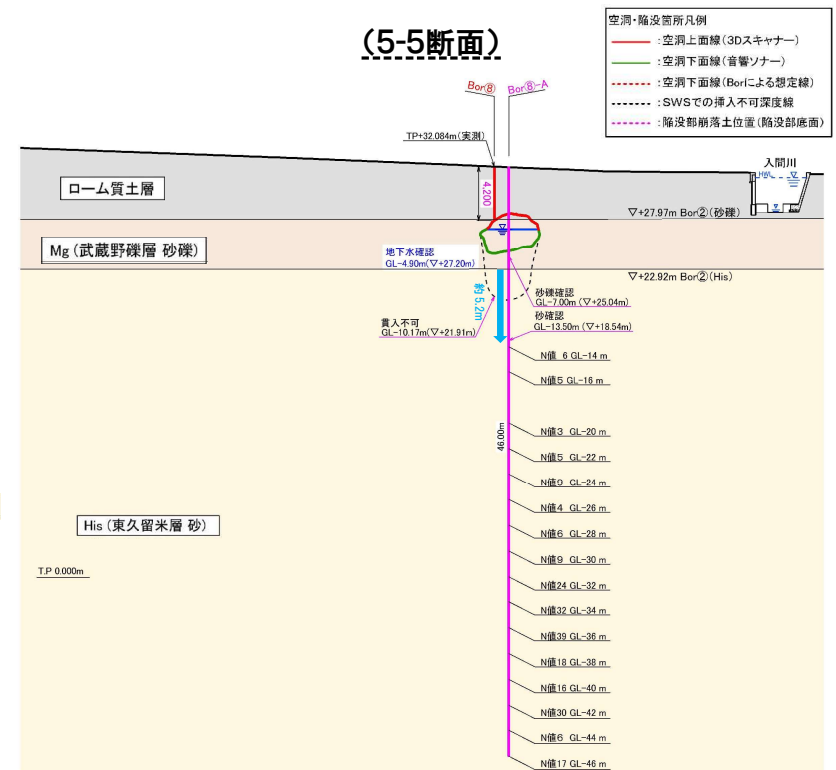 (5-5断面)
空洞・陥没箇所凡例
:空洞上面線(3Dスキャナー)
:空洞下面線(音響ソナー)
:空洞下面線(Borによる想定線)
:SWSでの挿入不可深度線
:陥没部崩落土位置(陥没部底面)
Bor⑧
Bor⑧-A
TP+32.084m(実測)
入間川
HWL
ローム質土層
4.200
▽+27.97m Bor②(砂礫)
Mg(武蔵野礫層 砂礫)
地下水確認
GL-4.90m(▽+27.20m)
▽+22.92m Bor②(His)
約5.2m
砂礫確認
GL-7.00m(▽+25.04m)
貫入不可
GL-10.17m(▽+21.91m)
砂確認
GL-13.50m(▽+18.54m)
N値 6 GL-14 m
N値5 GL-16 m
46.00m
N値3 GL-20 m
N値5 GL-22 m
N値0 GL-24 m
N値4 GL-26 m
His(東久留米層 砂)
N値6 GL-28 m
N値9 GL-30 m
T.P 0.000m
N値24 GL-32 m
N値32 GL-34 m
N値39 GL-36 m
N値18 GL-38 m
N値16 GL-40 m
N値30 GL-42 m
N値6 GL-44 m
N値17 GL-46 m